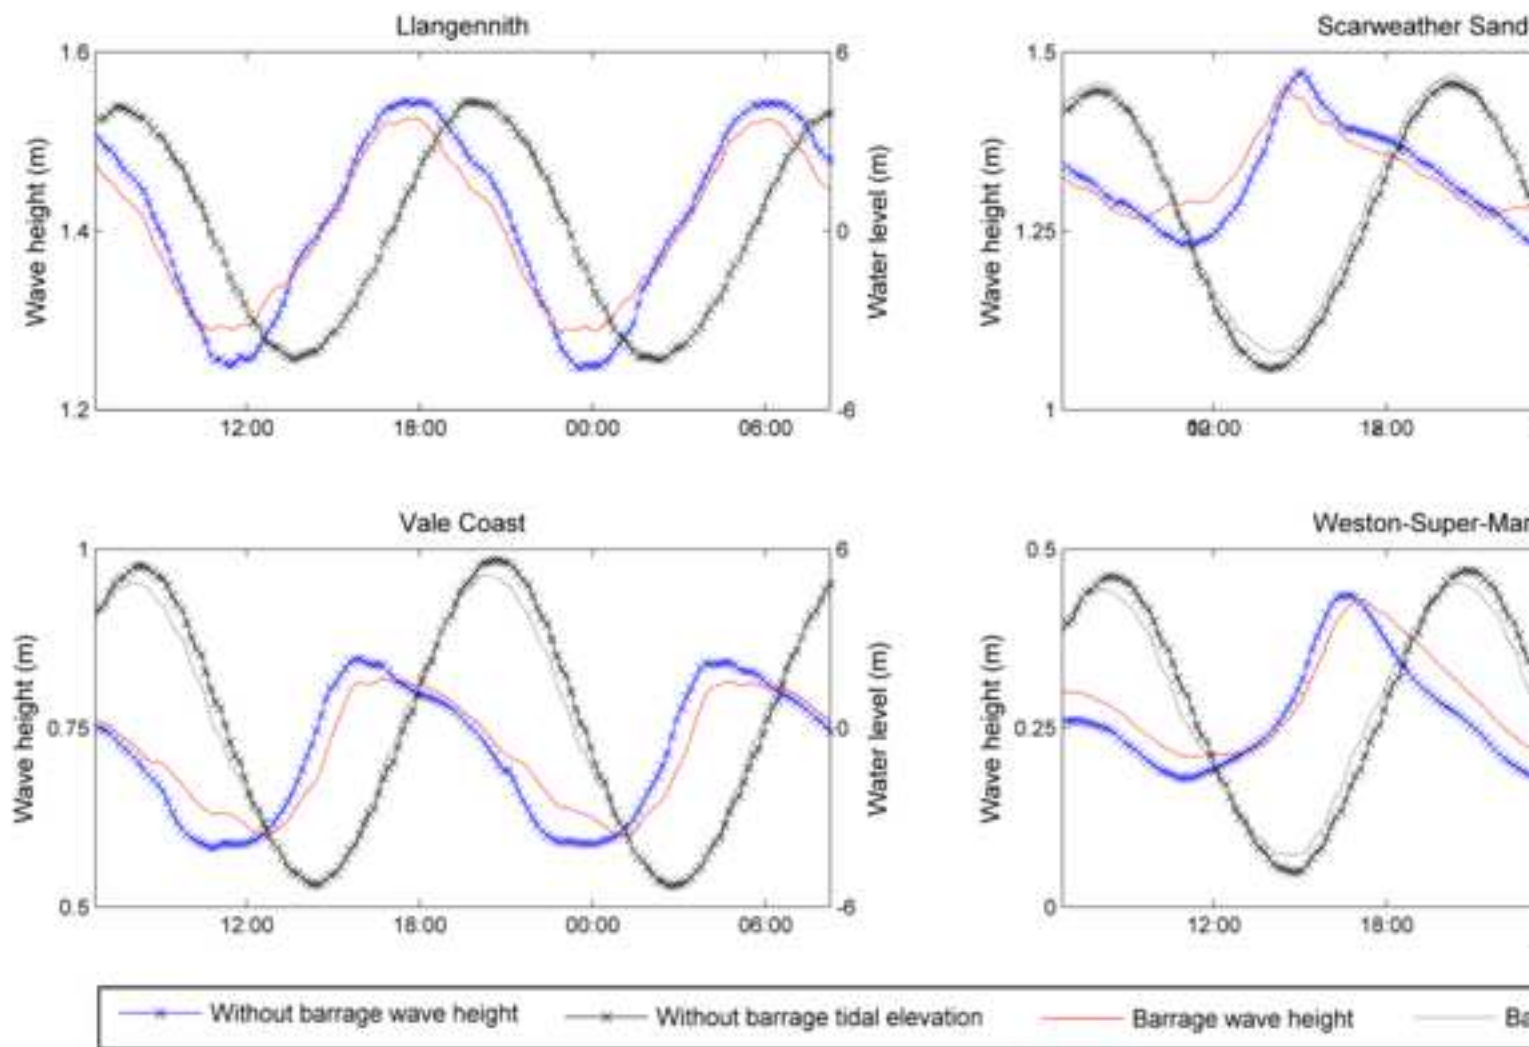 Llangennith
1.6
1.4
1.2
Wave height (m)
6
0
-6
Water level (m)
12:00 18:00 00:00 06:00
Scarweather Sand
1.5
1.25
1
Wave height (m)
18:00
Vale Coast
1
0.75
0.5
Wave height (m)
6
0
-6
Water level (m)
12:00 18:00 00:00 06:00
Weston-Super-Mar
0.5
0.25
0
Wave height (m)
12:00 18:00
Without barrage wave height Without barrage tidal elevation Barrage wave height Ba